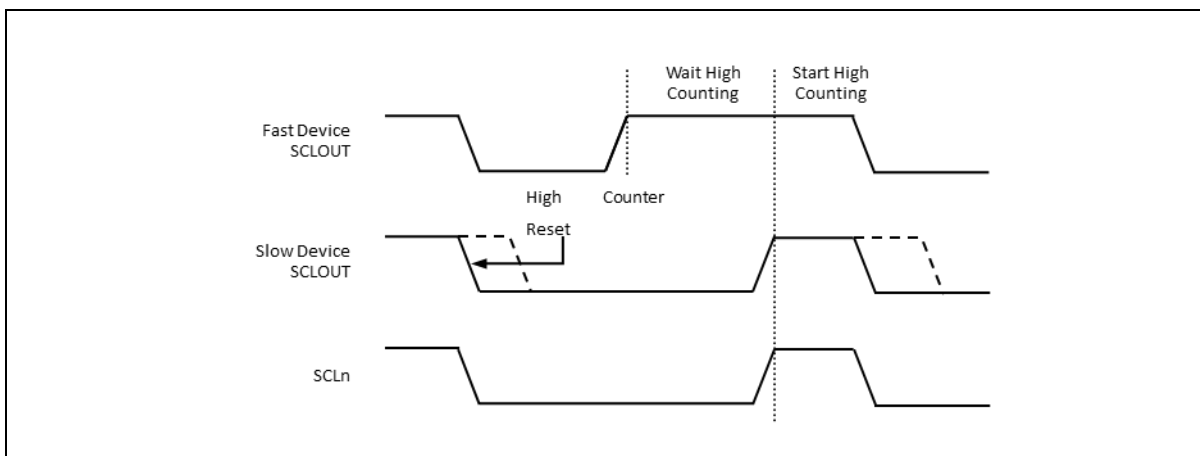 Wait High
Counting
Start High
Counting
Fast Device
SCLOUT
High Counter
Reset
Slow Device
SCLOUT
SCLn